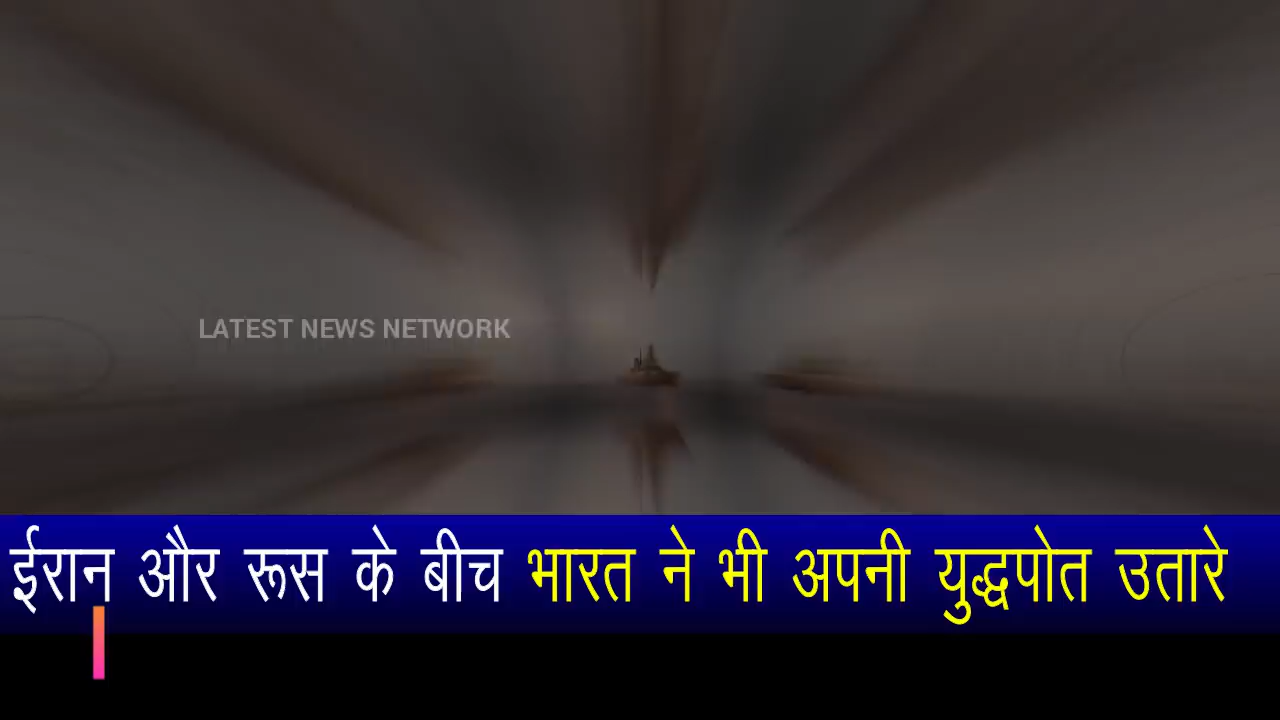 LATEST NEWS NETWORK
ईरान और रूस के बीच भारत ने भी अपनी युद्धपोत उतारे